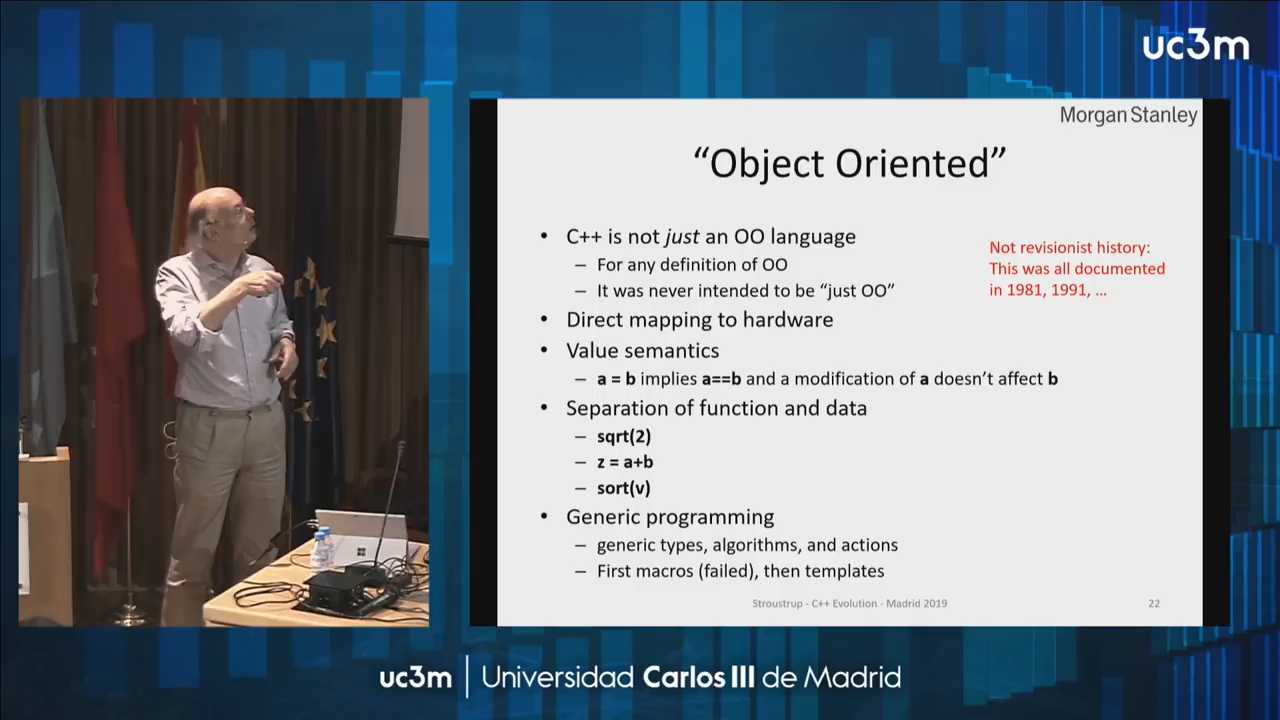 uc3m
Morgan Stanley
“Object Oriented”
• C++ is not just an OO language
– For any definition of OO
– It was never intended to be “just OO”
• Direct mapping to hardware
• Value semantics
– a = b implies a==b and a modification of a doesn’t affect b
• Separation of function and data
– sqrt(2)
– z = a+b
– sort(v)
• Generic programming
– generic types, algorithms, and actions
– First macros (failed), then templates
Not revisionist history:
This was all documented
in 1981, 1991, ...
Stroustrup - C++ Evolution - Madrid 2019
22
uc3m | Universidad Carlos III de Madrid